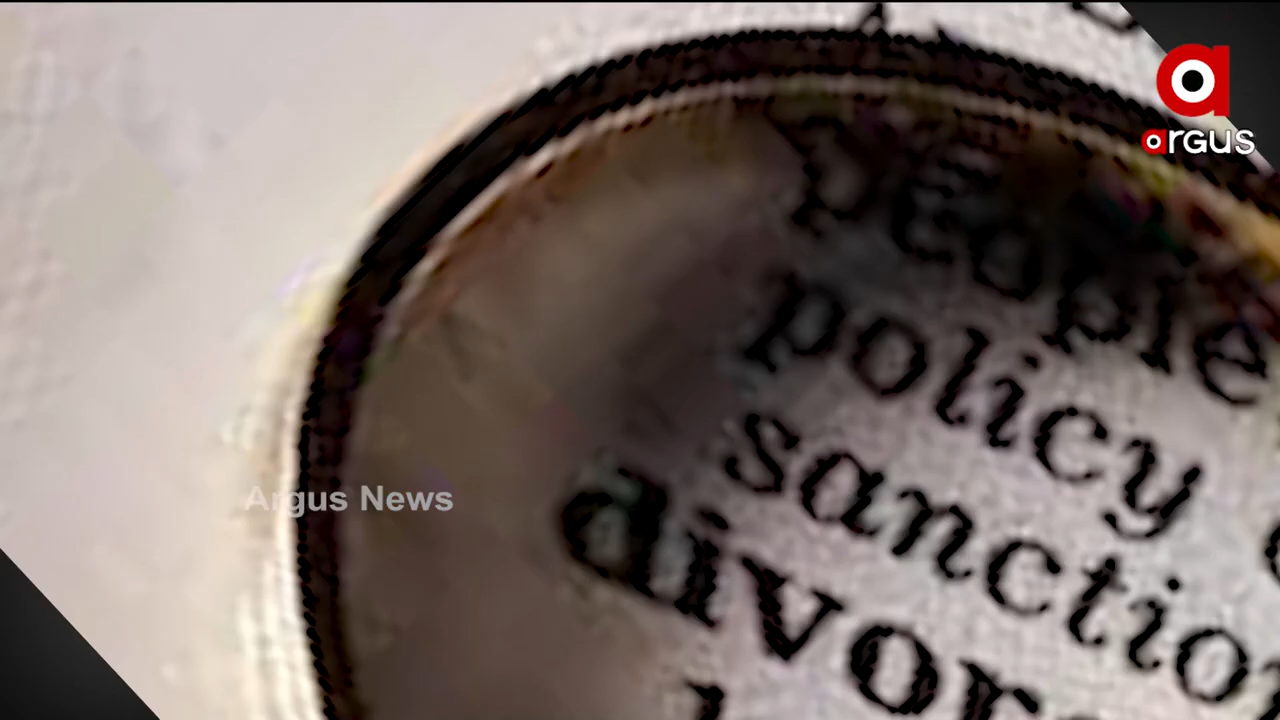 argus
people
policy
sanction
Argus News
divorc